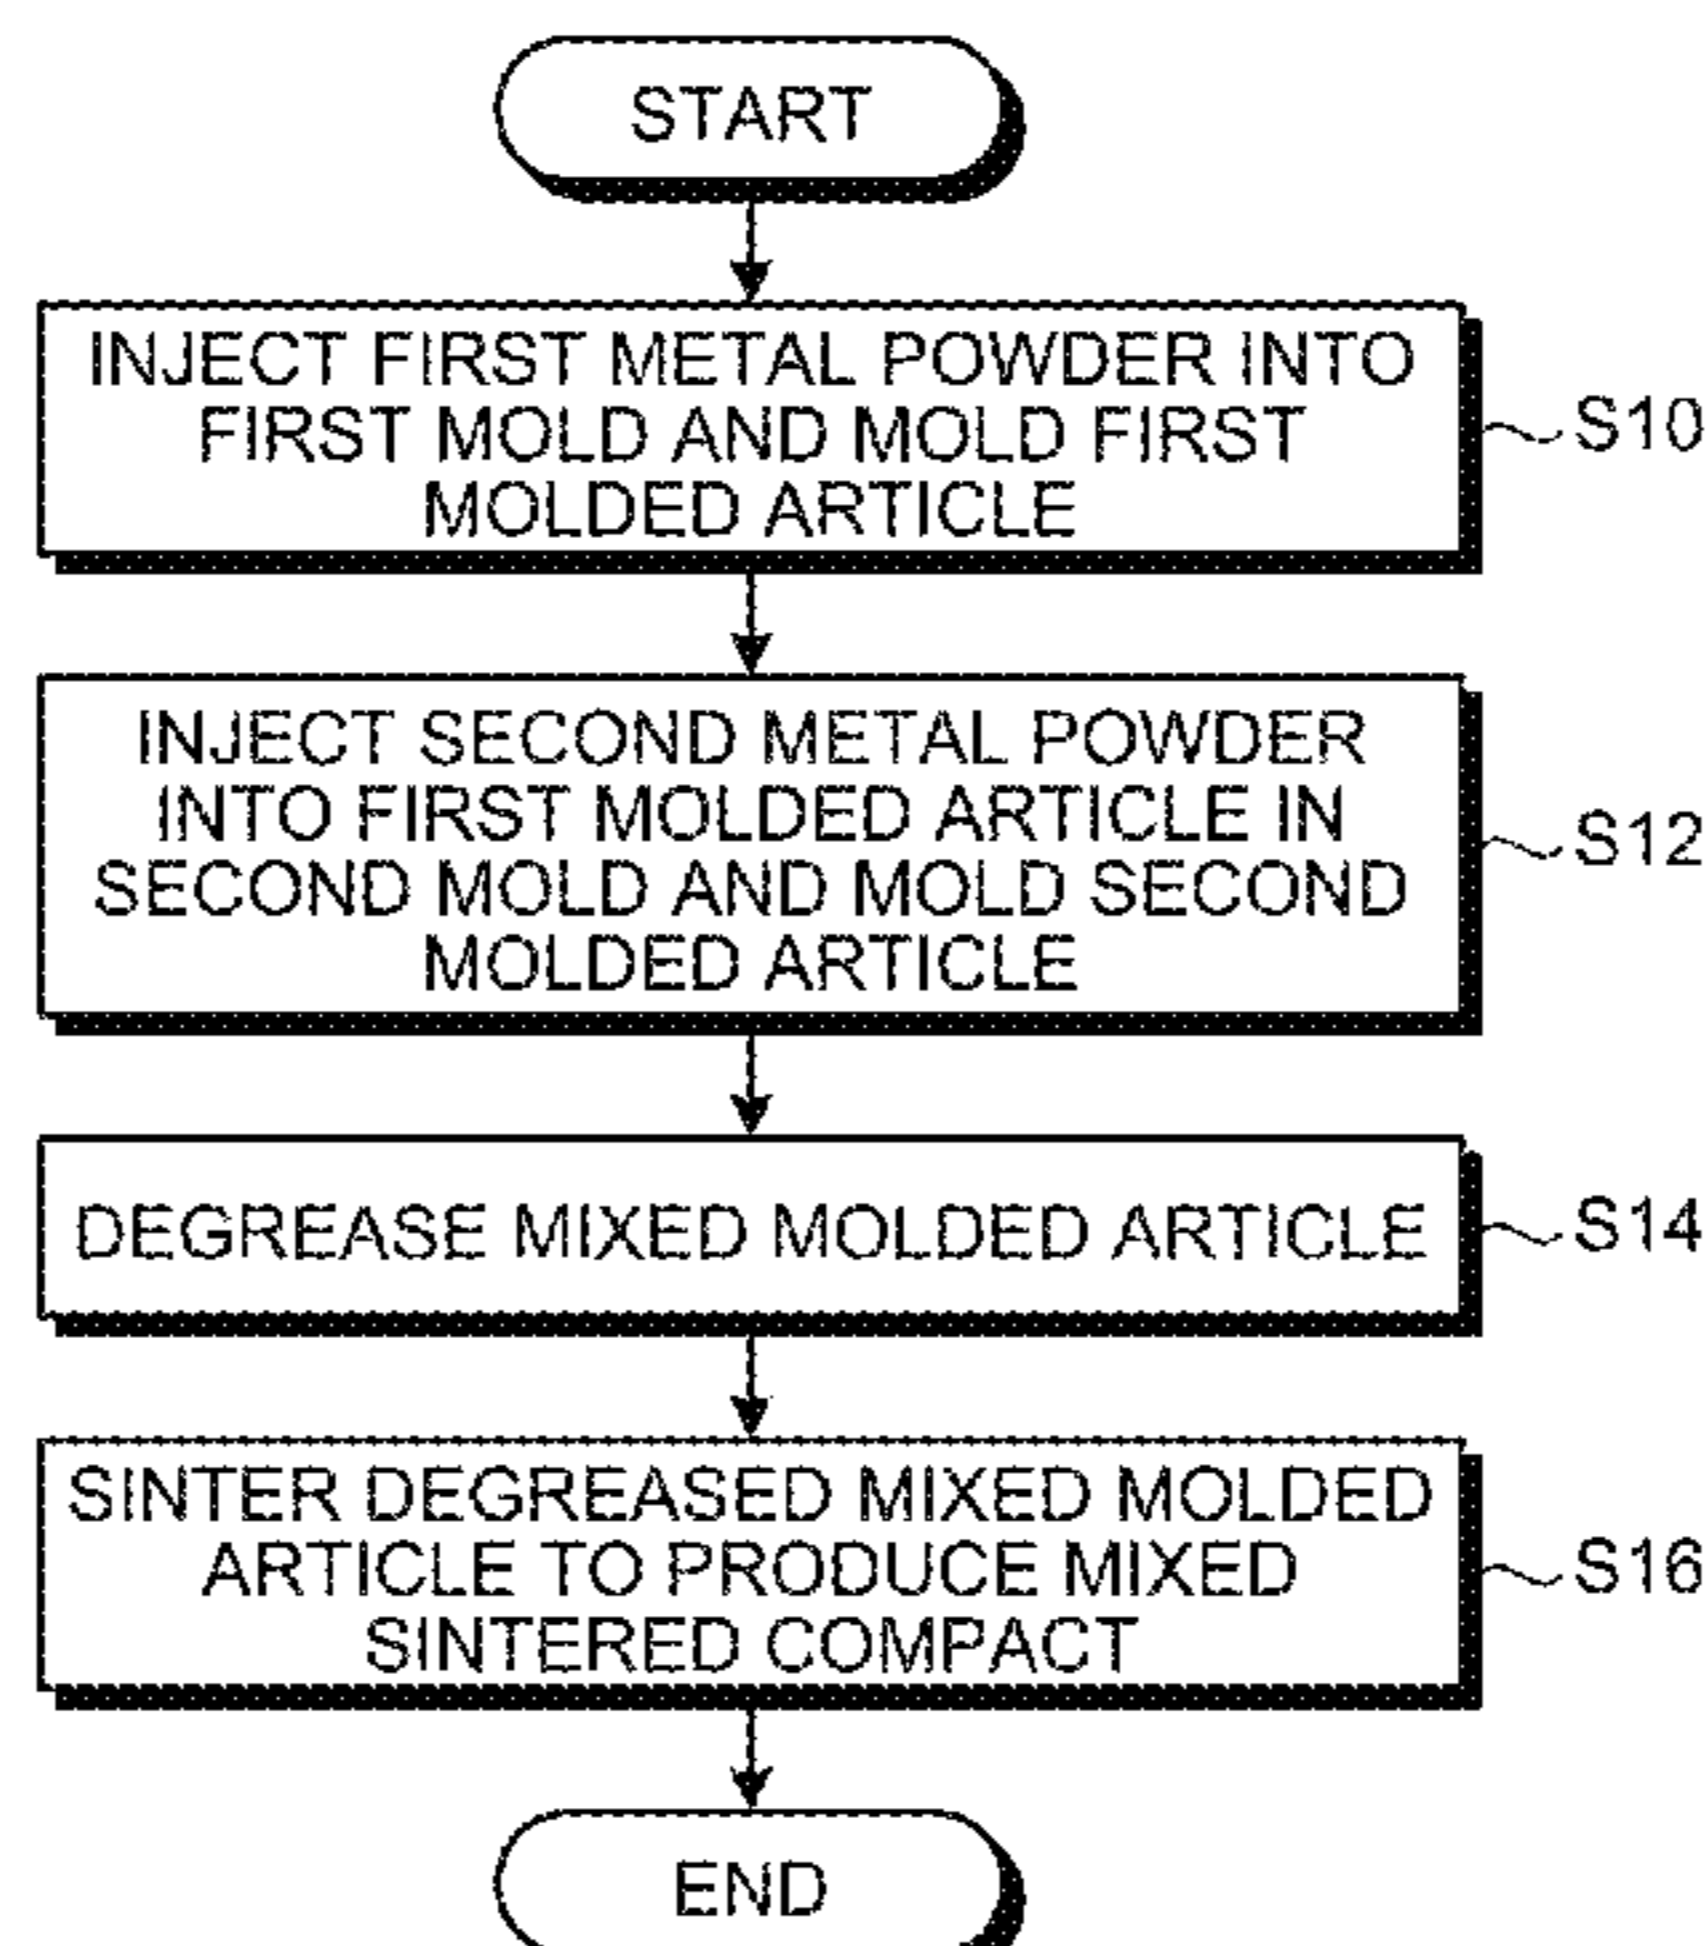 START
INJECT FIRST METAL POWDER INTO
FIRST MOLD AND MOLD FIRST
MOLDED ARTICLE
S10
INJECT SECOND METAL POWDER
INTO FIRST MOLDED ARTICLE IN
SECOND MOLD AND MOLD SECOND
MOLDED ARTICLE
S12
DEGREASE MIXED MOLDED ARTICLE
S14
SINTER DEGREASED MIXED MOLDED
ARTICLE TO PRODUCE MIXED
SINTERED COMPACT
S16
END